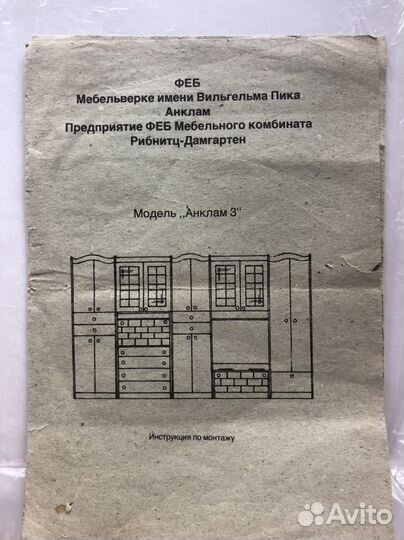 ФЕБ
Мебельверке имени Вильгельма Пика
Анклам
Предприятие ФЕБ Мебельного комбината
Рибнитц-Дамгартен
Модель „Анклам 3“
Инструкция по монтажу
Avito